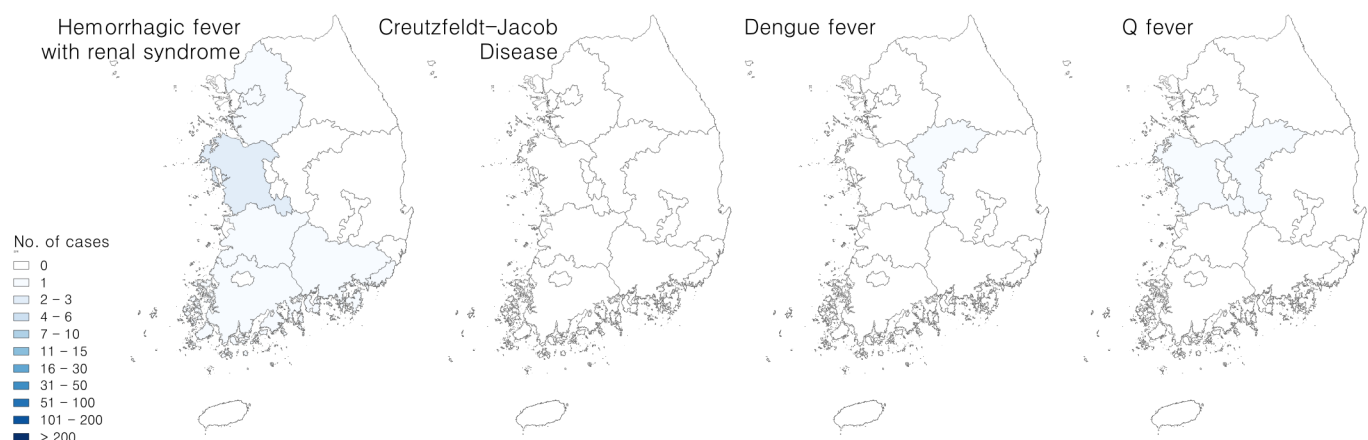 Hemorrhagic fever
with renal syndrome
Creutzfeldt–Jacob
Disease
Dengue fever
Q fever
No. of cases
0
1
2 – 3
4 – 6
7 – 10
11 – 15
16 – 30
31 – 50
51 – 100
101 – 200
> 200